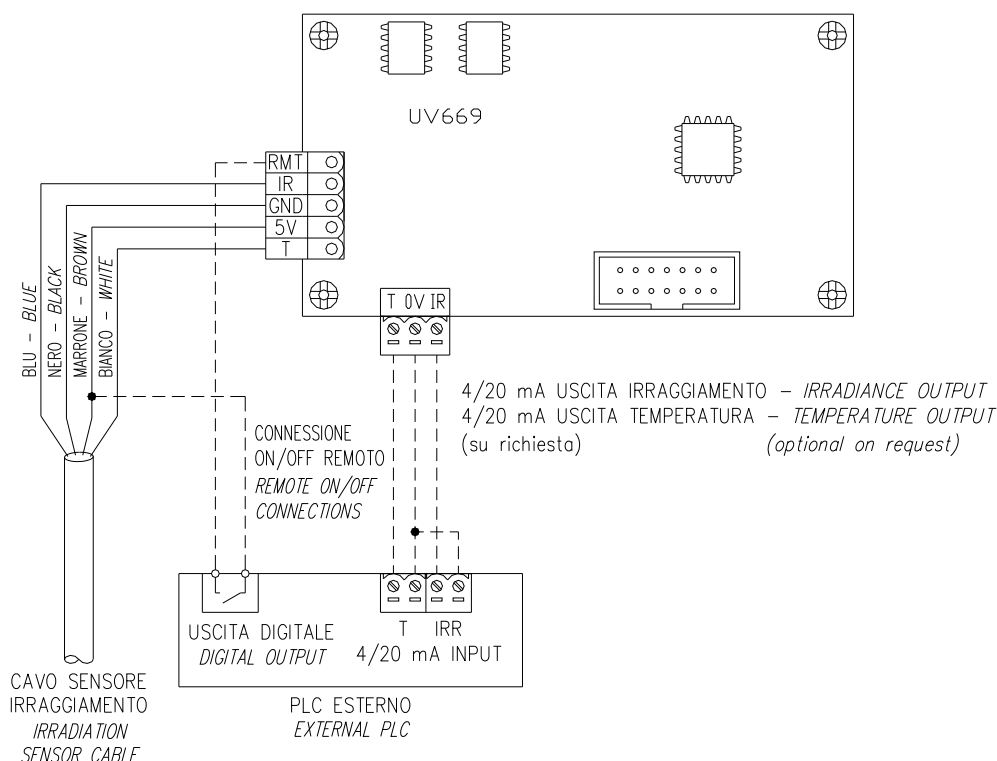 UV669
RMT
IR
GND
5V
T
BLU – BLUE
NERO – BLACK
MARRONE – BROWN
BIANCO – WHITE
T 0V IR
4/20 mA USCITA IRRAGGIAMENTO – IRRADIANCE OUTPUT
4/20 mA USCITA TEMPERATURA – TEMPERATURE OUTPUT
(su richiesta) (optional on request)
CONNESSIONE
ON/OFF REMOTO
REMOTE ON/OFF
CONNECTIONS
USCITA DIGITALE
DIGITAL OUTPUT
T IRR
4/20 mA INPUT
PLC ESTERNO
EXTERNAL PLC
CAVO SENSORE
IRRAGGIAMENTO
IRRADIATION
SENSOR CABLE